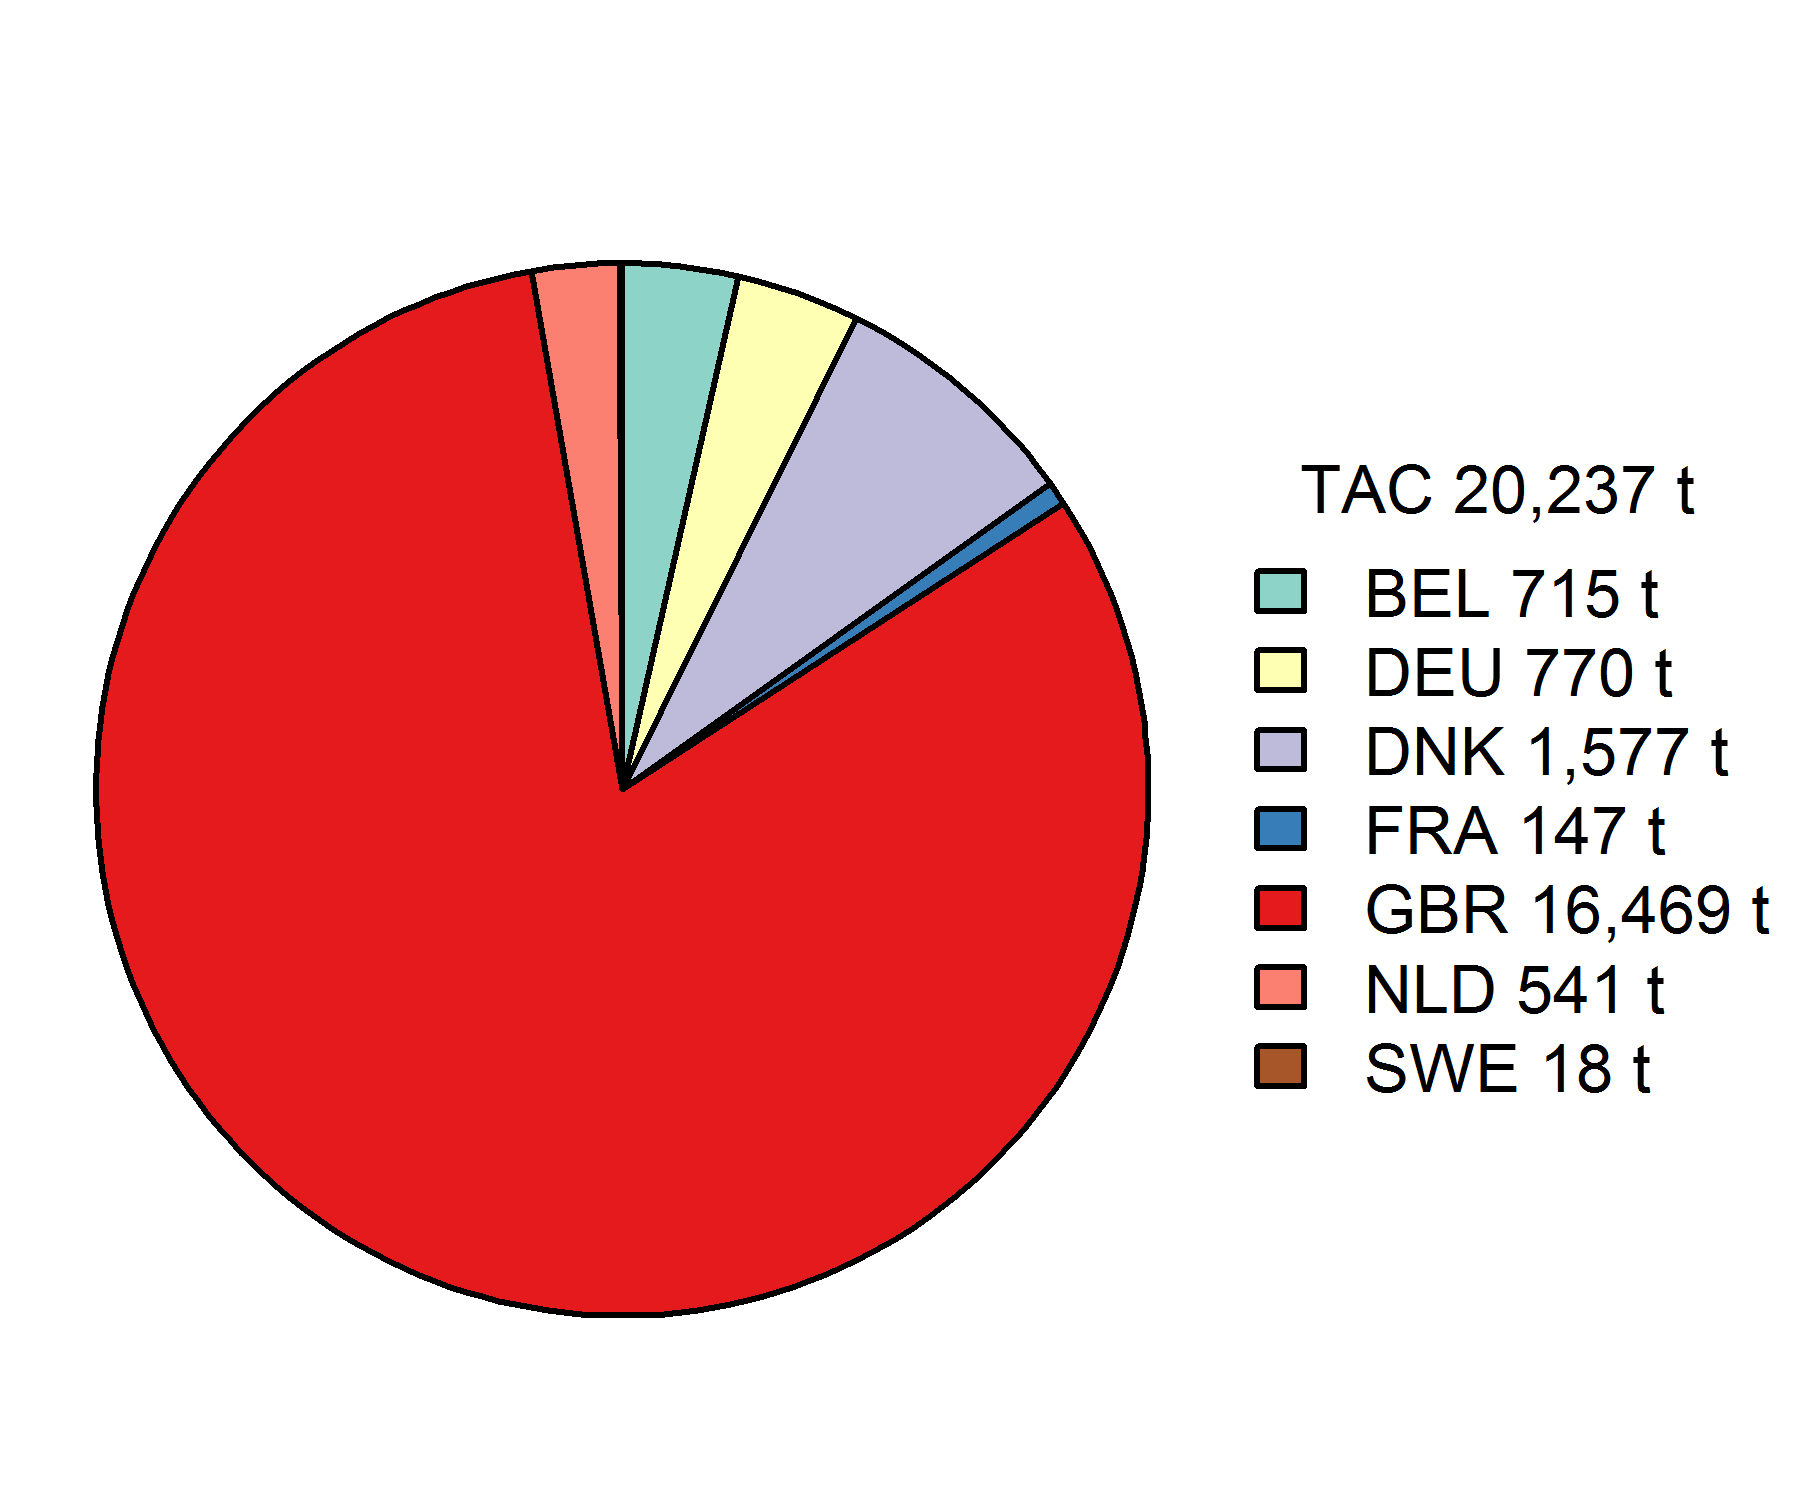 TAC 20,237 t
BEL 715 t
DEU 770 t
DNK 1,577 t
FRA 147 t
GBR 16,469 t
NLD 541 t
SWE 18 t